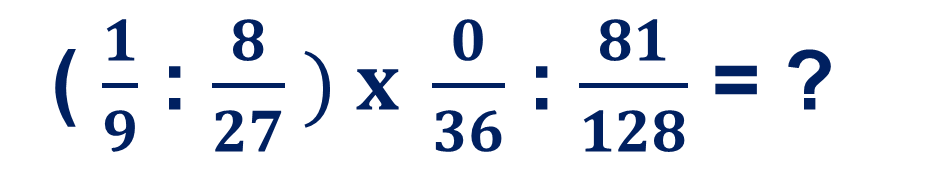 ( 1/9 : 8/27 ) x 0/36 : 81/128 = ?